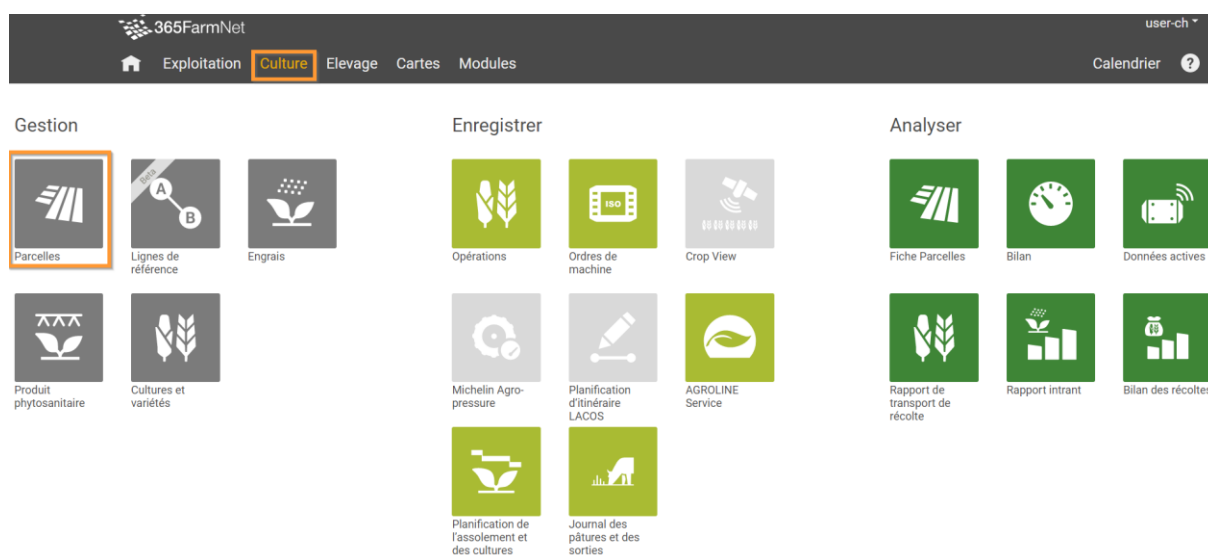 365FarmNet
user-ch
Exploitation Culture Elevage Cartes Modules
Calendrier ?
Gestion
Enregistrer
Analyser
Beta
A
B
ISO
Parcelles
Lignes de
référence
Engrais
Opérations
Ordres de
machine
Crop View
Fiche Parcelles
Bilan
Données actives
Produit
phytosanitaire
Cultures et
variétés
Michelin Agro-
pressure
Planification
d'itinéraire
LACOS
AGROLINE
Service
Rapport de
transport de
récolte
Rapport intrant
Bilan des récoltes
Planification de
l'assolement et
des cultures
Journal des
pâtures et des
sorties